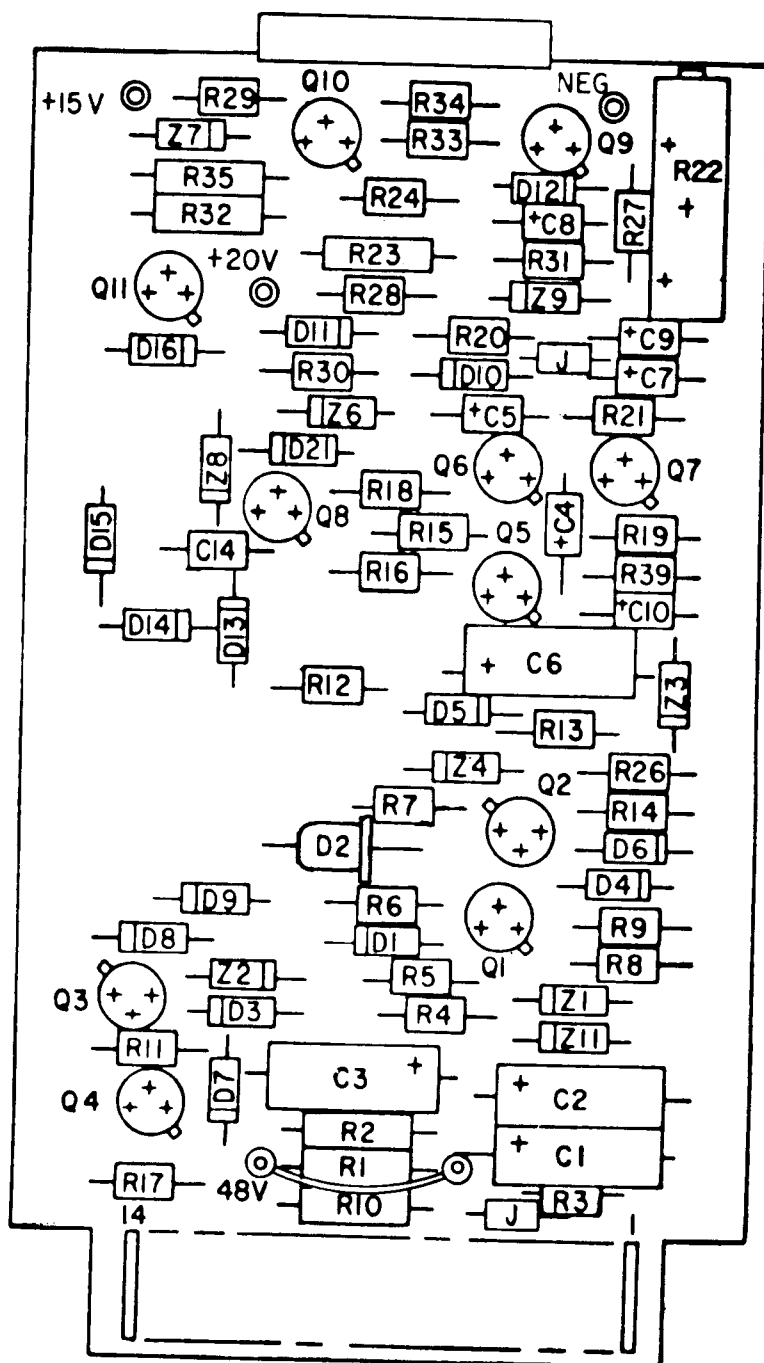 Q10
NEG
+15V
R29
R34
Z7
R33
Q9
R22
R35
R24
D12
R32
+C8
R27
R23
R31
+20V
Q11
R28
Z9
D11
R20
+C9
D16
J
R30
D10
+C7
Z6
+C5
R21
D21
Q6
Q7
Z8
R18
Q8
Q5
+C4
D15
R15
R19
C14
R16
R39
+C10
D14
D13
C6
R12
Z3
D5
R13
Z4
R26
Q2
R7
R14
D2
D6
D4
D9
R6
R9
D8
D1
Q1
R8
Z2
R5
Q3
Z1
D3
R4
Z11
R11
C3
D7
C2
Q4
R2
C1
R1
R17
48V
R3
R10
J
14
1